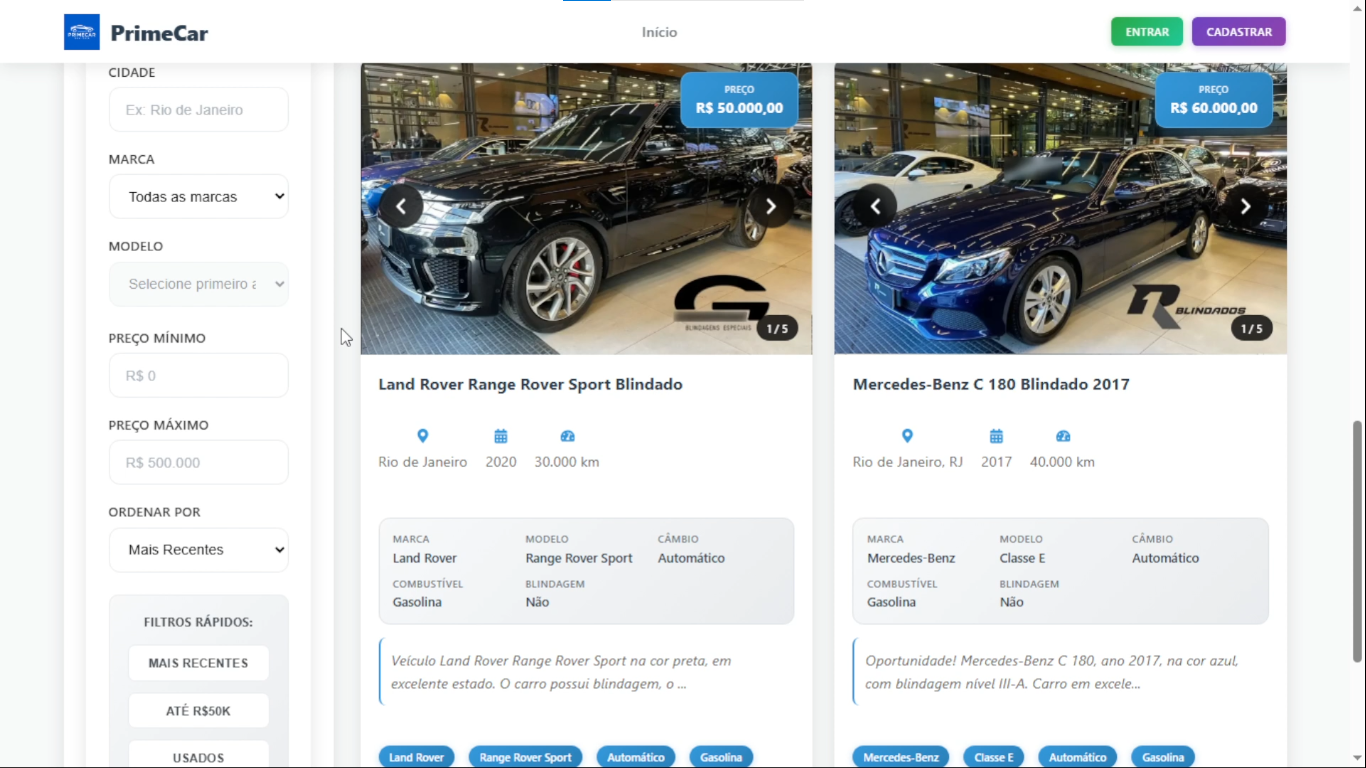 PRIMECAR
PrimeCar
Início
ENTRAR
CADASTRAR
CIDADE
Ex: Rio de Janeiro
MARCA
Todas as marcas
MODELO
Selecione primeiro a
PREÇO MÍNIMO
R$ 0
PREÇO MÁXIMO
R$ 500.000
ORDENAR POR
Mais Recentes
FILTROS RÁPIDOS:
MAIS RECENTES
ATÉ R$50K
USADOS
PREÇO
R$ 50.000,00
G
BLINDAGENS ESPECIAIS
1/5
Land Rover Range Rover Sport Blindado
Rio de Janeiro 2020 30.000 km
MARCA MODELO CÂMBIO
Land Rover Range Rover Sport Automático
COMBUSTÍVEL BLINDAGEM
Gasolina Não
Veículo Land Rover Range Rover Sport na cor preta, em
excelente estado. O carro possui blindagem, o ...
Land Rover Range Rover Sport Automático Gasolina
PREÇO
R$ 60.000,00
R BLINDADOS
1/5
Mercedes-Benz C 180 Blindado 2017
Rio de Janeiro, RJ 2017 40.000 km
MARCA MODELO CÂMBIO
Mercedes-Benz Classe E Automático
COMBUSTÍVEL BLINDAGEM
Gasolina Não
Oportunidade! Mercedes-Benz C 180, ano 2017, na cor azul,
com blindagem nível III-A. Carro em excele...
Mercedes-Benz Classe E Automático Gasolina